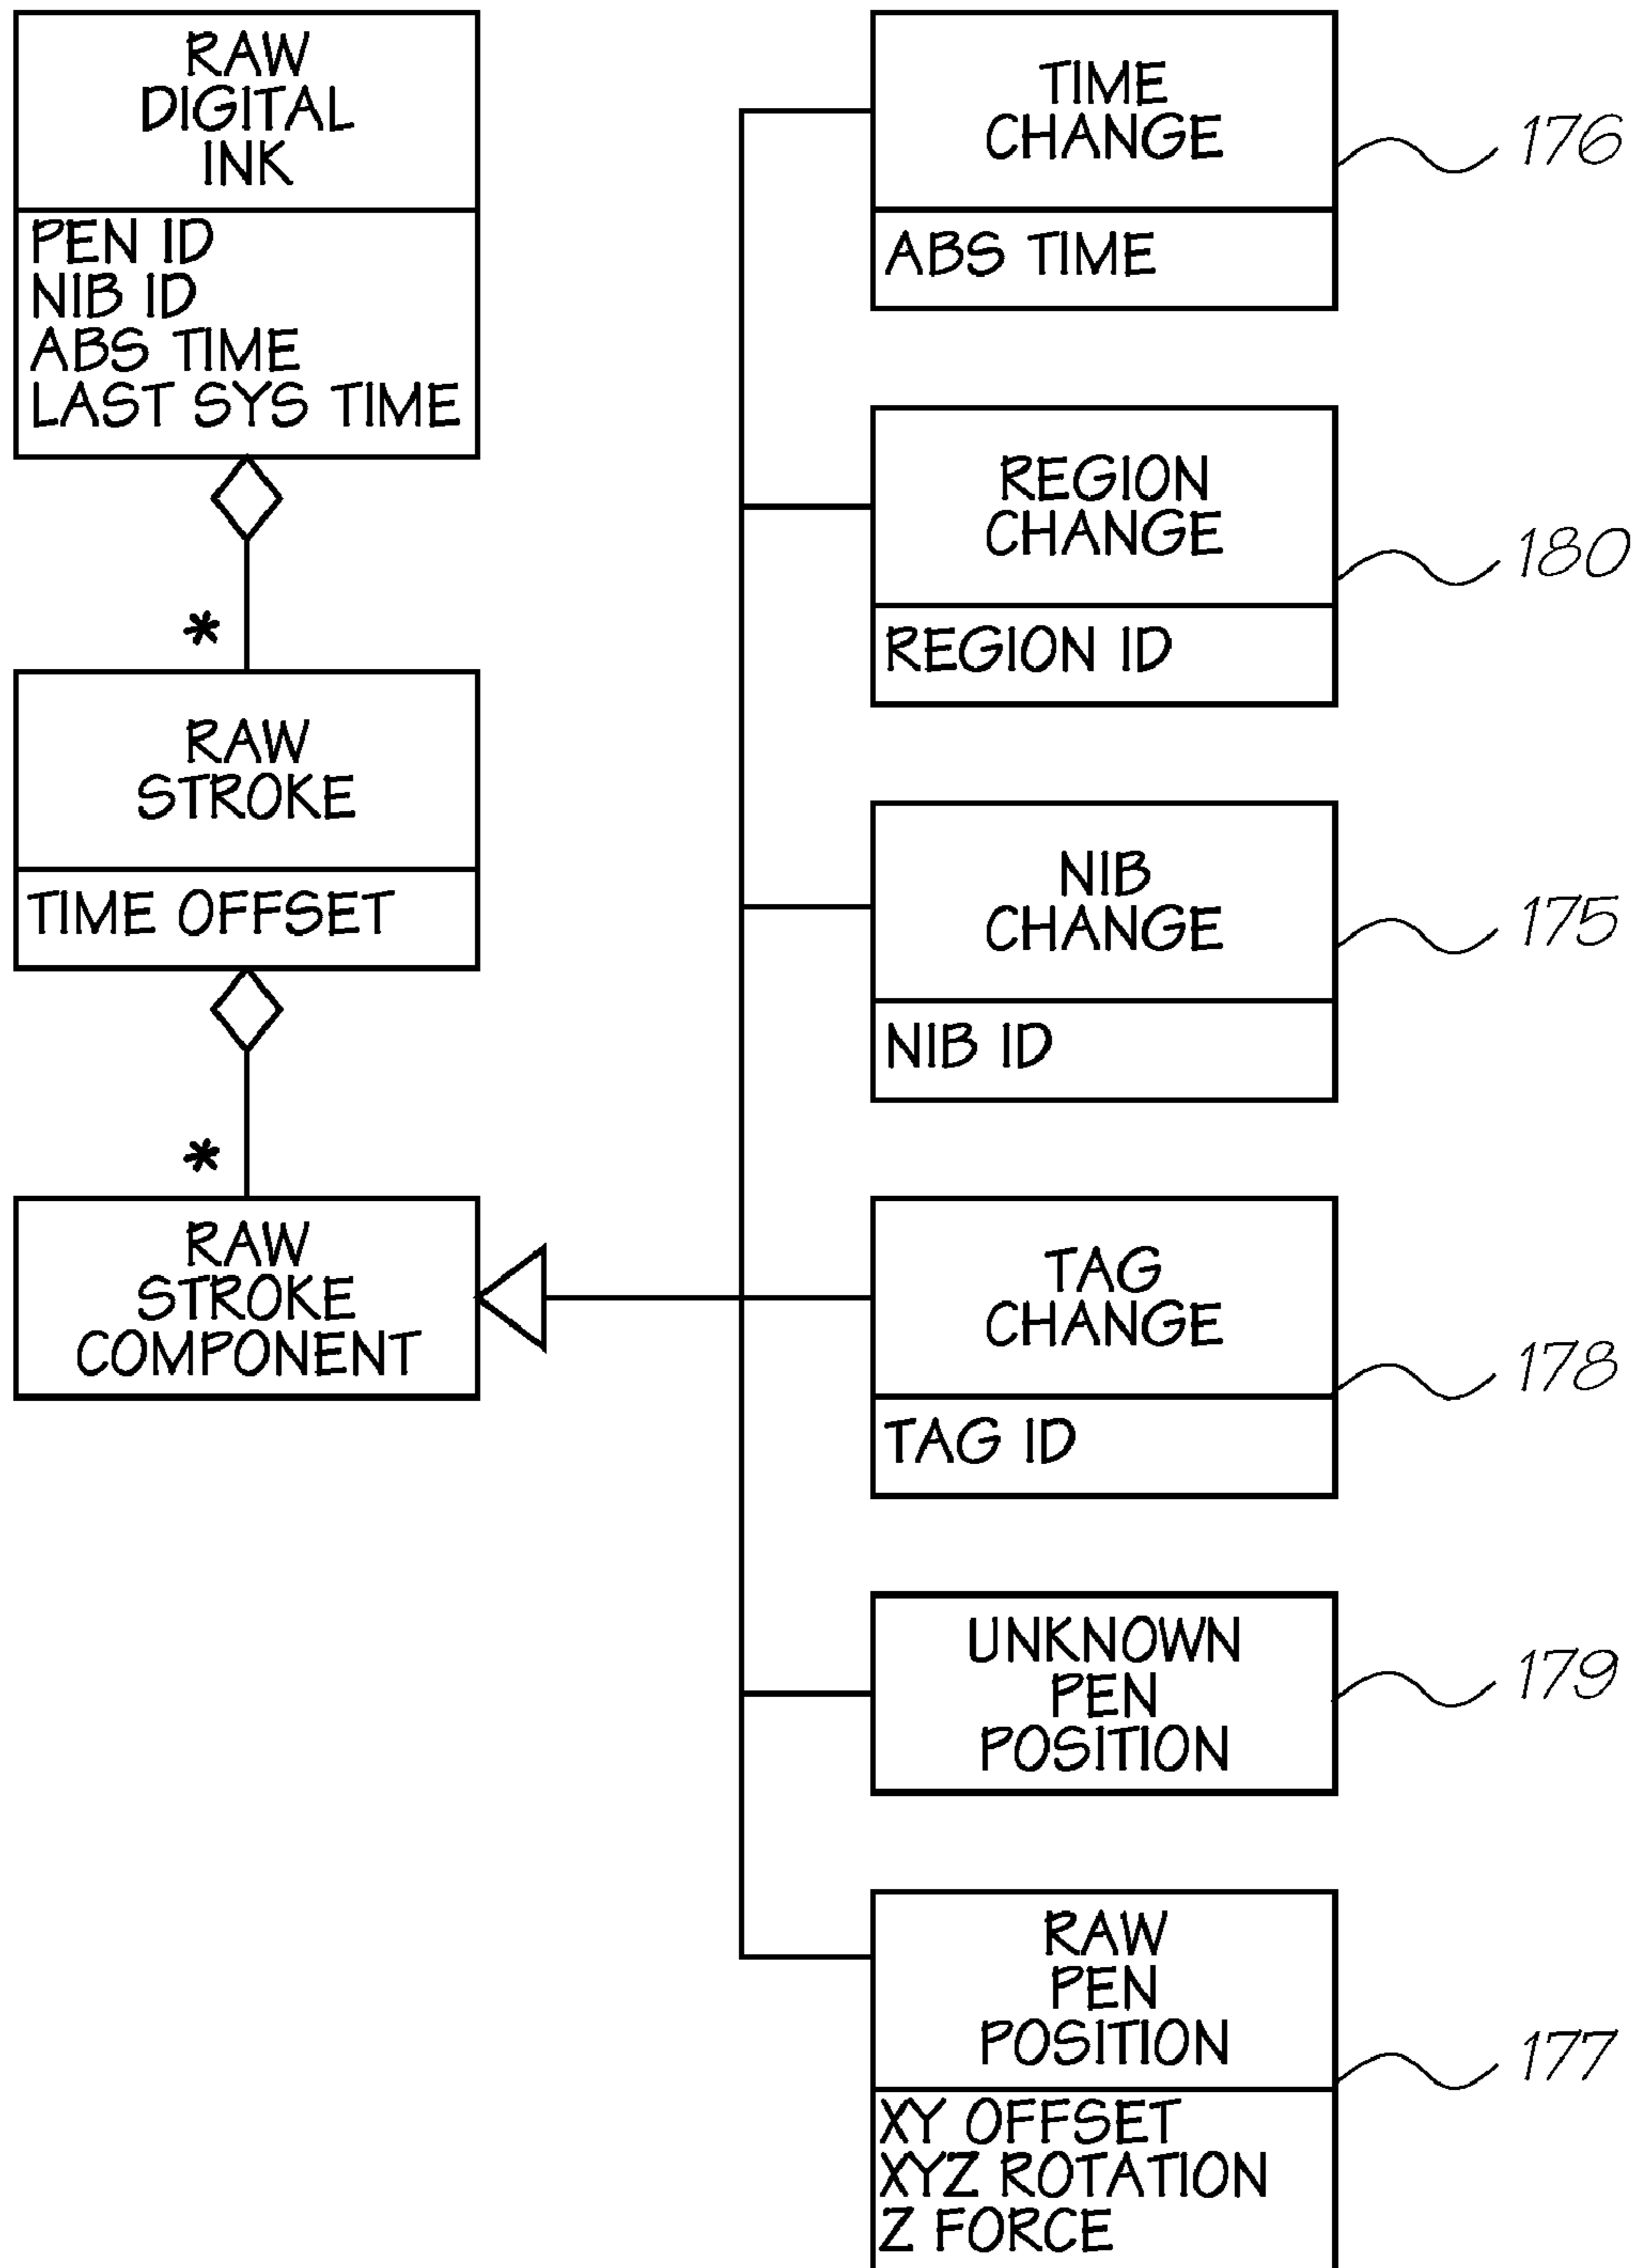 RAW
DIGITAL
INK
PEN ID
NIB ID
ABS TIME
LAST SYS TIME
*
RAW
STROKE
TIME OFFSET
*
RAW
STROKE
COMPONENT
TIME
CHANGE
ABS TIME
176
REGION
CHANGE
REGION ID
180
NIB
CHANGE
NIB ID
175
TAG
CHANGE
TAG ID
178
UNKNOWN
PEN
POSITION
179
RAW
PEN
POSITION
XY OFFSET
XYZ ROTATION
Z FORCE
177